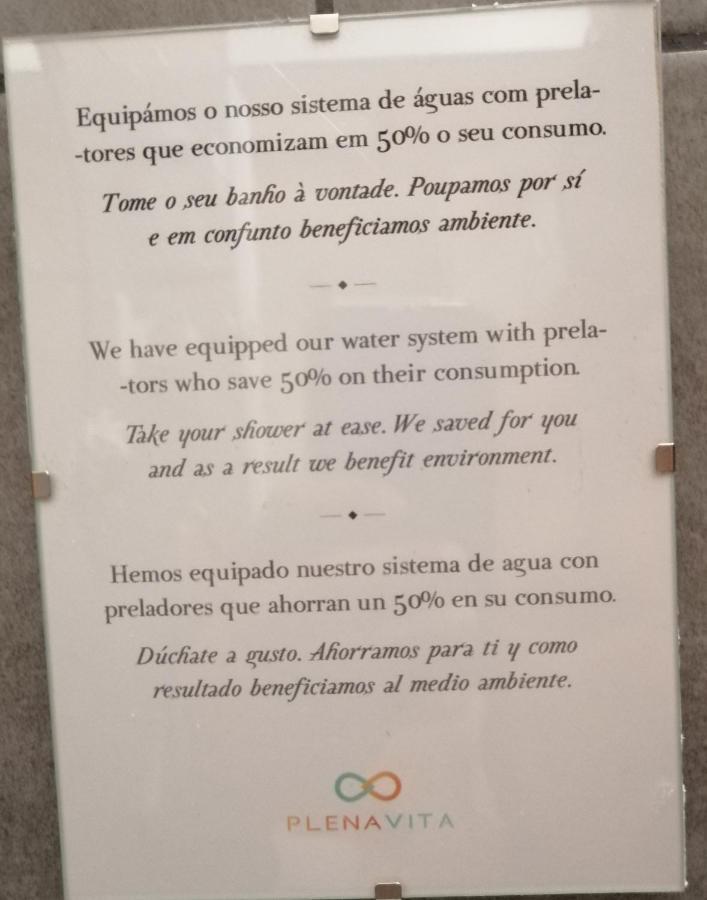 Equipámos o nosso sistema de águas com prela-
-tores que economizam em 50% o seu consumo.
Tome o seu banho à vontade. Poupamos por sí
e em confunto beneficiamos ambiente.
We have equipped our water system with prela-
-tors who save 50% on their consumption.
Take your shower at ease. We saved for you
and as a result we benefit environment.
Hemos equipado nuestro sistema de agua con
preladores que ahorran un 50% en su consumo.
Dúchate a gusto. Ahorramos para ti y como
resultado beneficiamos al medio ambiente.
PLENAVITA